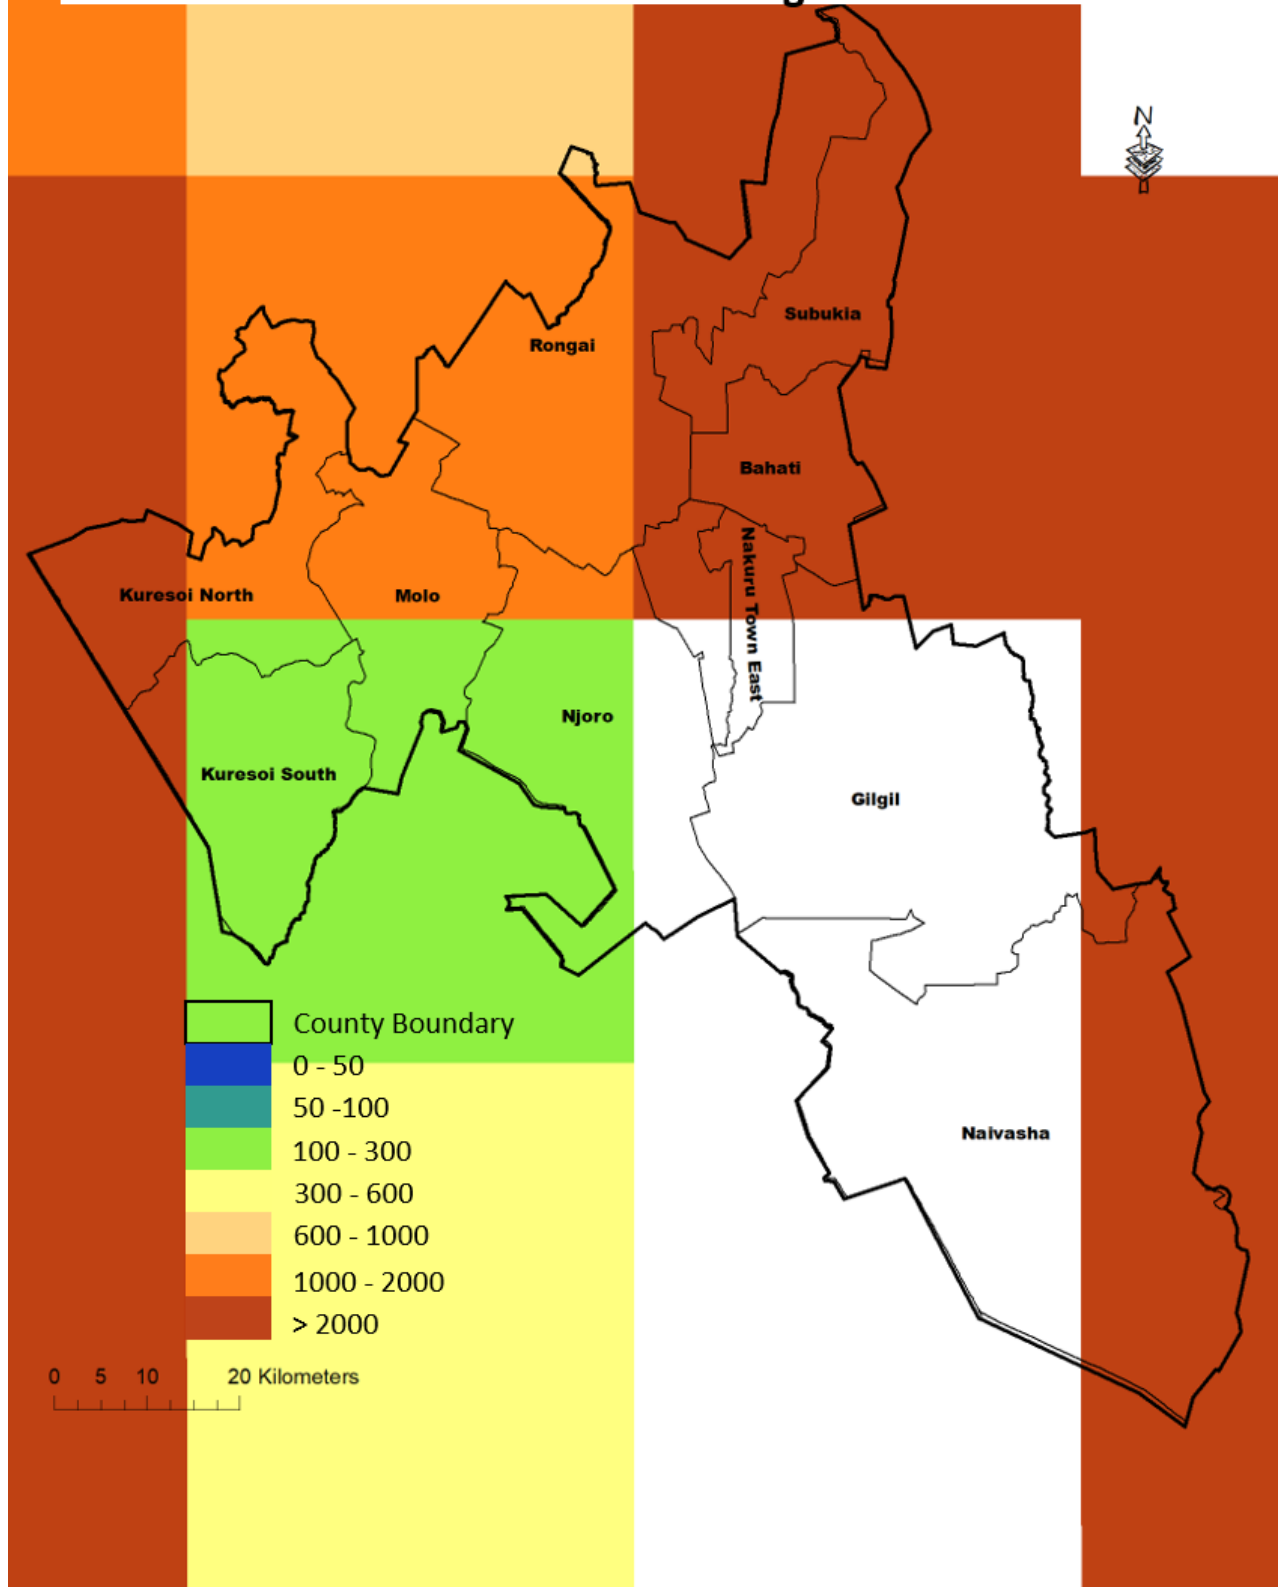 N
Subukia
Rongai
Bahati
Nakuru Town East
Kuresoi North
Molo
Njoro
Kuresoi South
Gilgil
County Boundary
0 - 50
50 -100
100 - 300
Naivasha
300 - 600
600 - 1000
1000 - 2000
> 2000
0 5 10 20 Kilometers